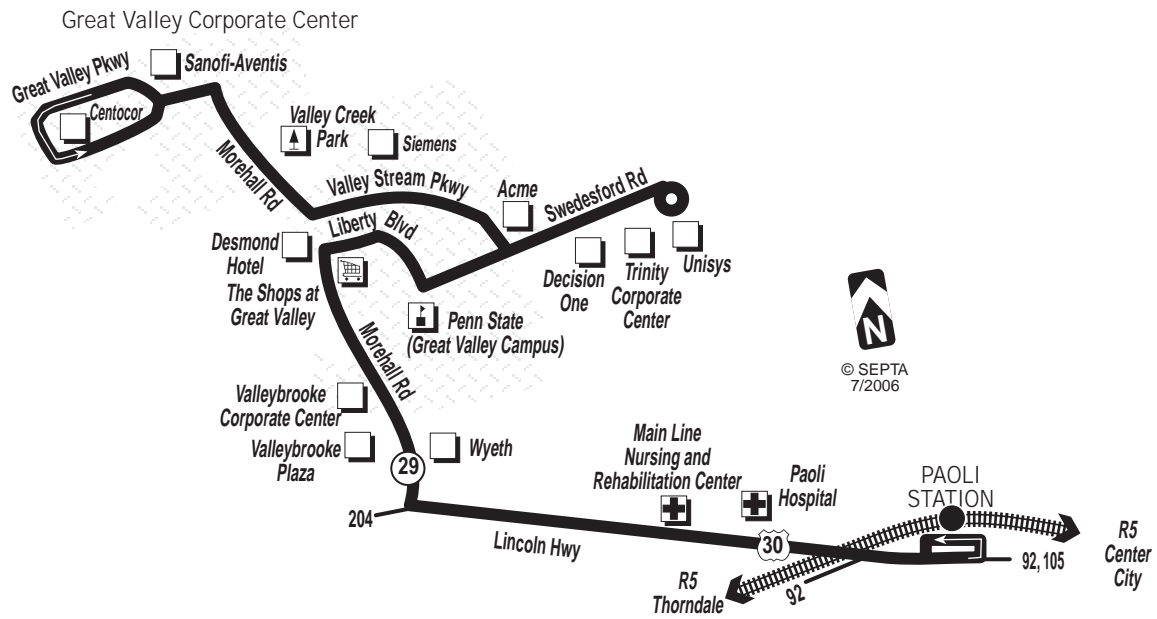 Great Valley Corporate Center
Great Valley Pkwy
Sanofi-Aventis
Centocor
Valley Creek
Park
Siemens
Morehall Rd
Valley Stream Pkwy
Acme
Swedesford Rd
Liberty Blvd
Desmond
Hotel
The Shops at
Great Valley
Decision
One
Trinity
Corporate
Center
Unisys
Penn State
(Great Valley Campus)
Morehall Rd
N
© SEPTA
7/2006
Valleybrooke
Corporate Center
Valleybrooke
Plaza
Wyeth
29
204
Main Line
Nursing and
Rehabilitation Center
Paoli
Hospital
PAOLI
STATION
Lincoln Hwy
30
R5
Center
City
92, 105
92
R5
Thorndale